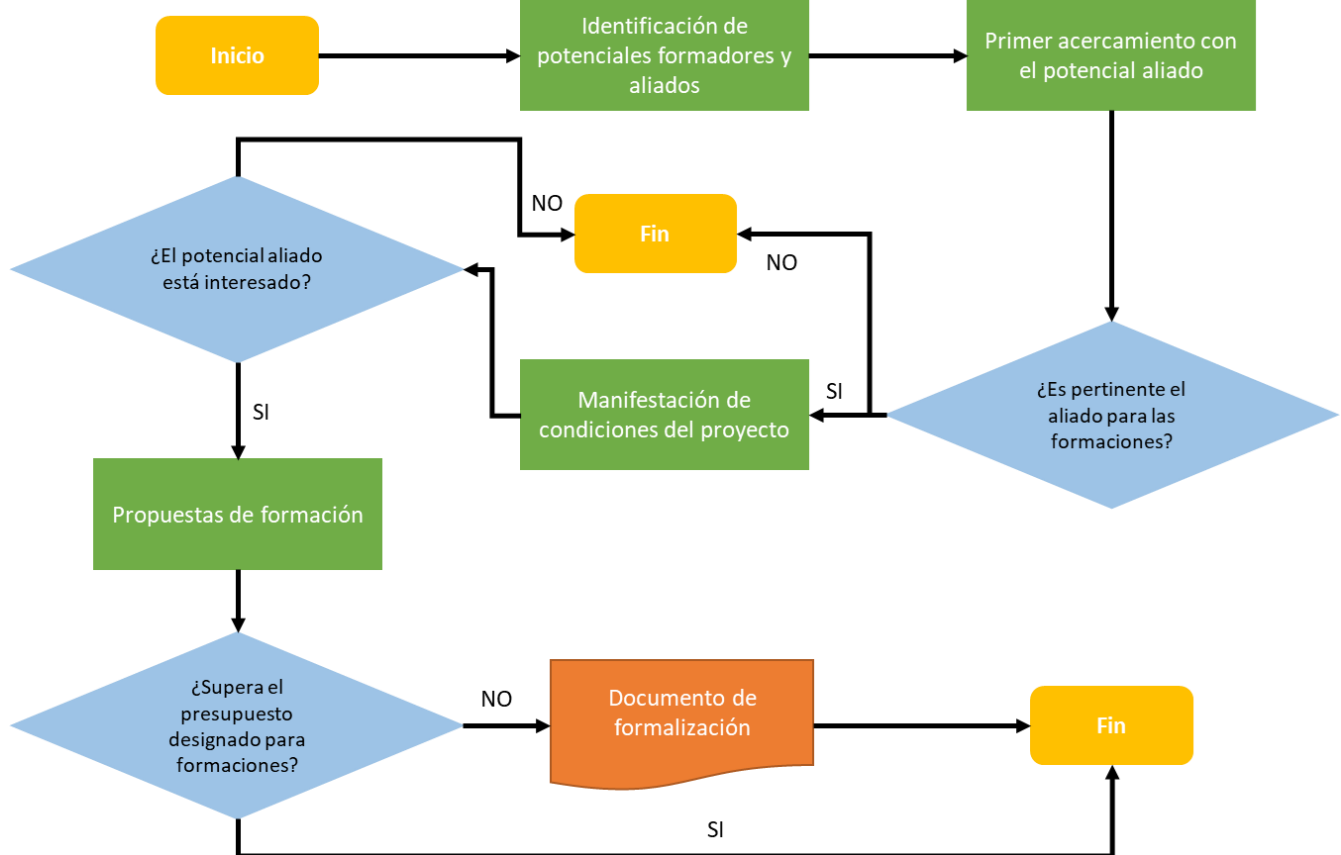 Inicio
Identificación de
potenciales formadores y
aliados
Primer acercamiento con
el potencial aliado
NO
Fin
NO
¿El potencial aliado
está interesado?
SI
Manifestación de
condiciones del proyecto
SI
¿Es pertinente el
aliado para las
formaciones?
Propuestas de formación
¿Supera el
presupuesto
designado para
formaciones?
NO
Documento de
formalización
Fin
SI